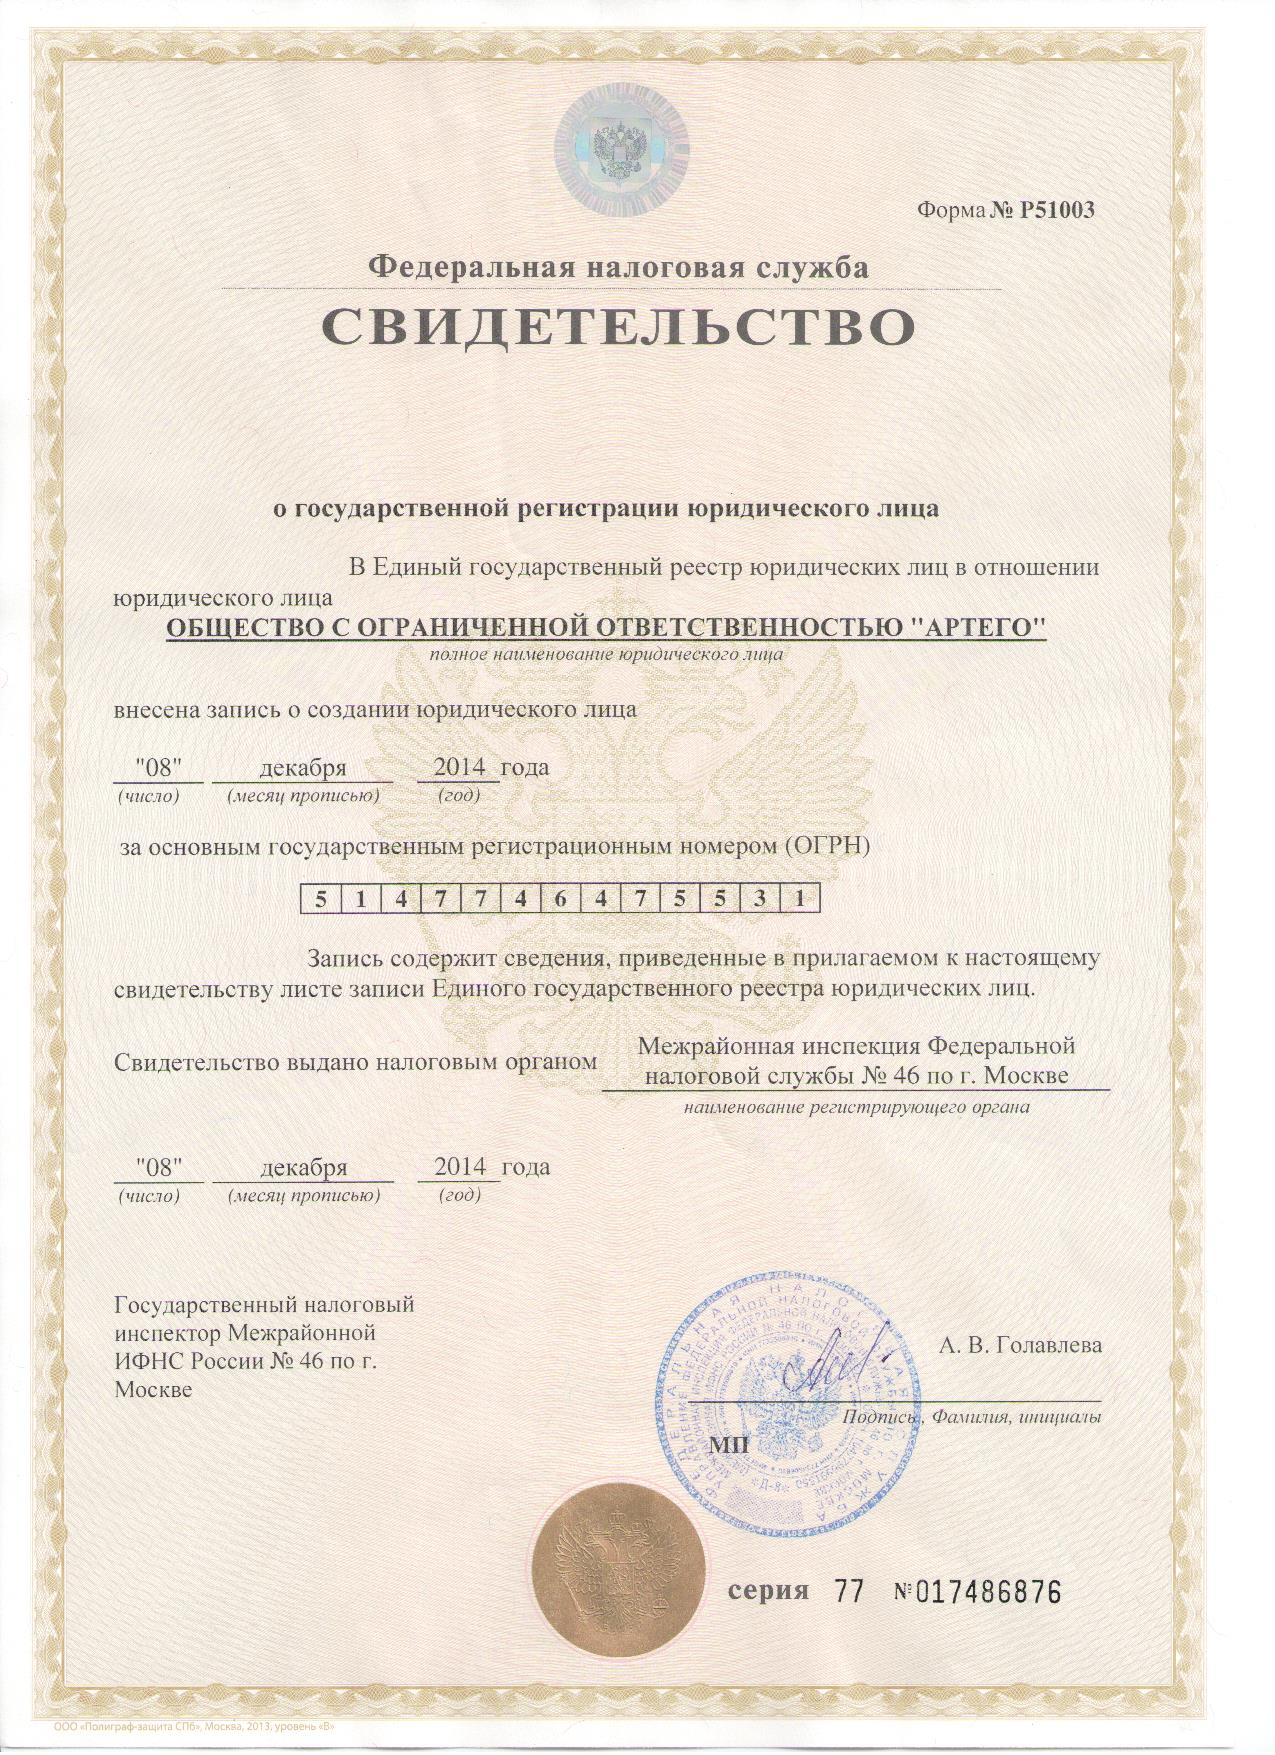 Форма № Р51003
Федеральная налоговая служба
СВИДЕТЕЛЬСТВО
о государственной регистрации юридического лица
В Единый государственный реестр юридических лиц в отношении
юридического лица
ОБЩЕСТВО С ОГРАНИЧЕННОЙ ОТВЕТСТВЕННОСТЬЮ "АРТЕГО"
полное наименование юридического лица
внесена запись о создании юридического лица
"08" декабря 2014 года
(число) (месяц прописью) (год)
за основным государственным регистрационным номером (ОГРН)
5 1 4 7 7 4 6 4 7 5 5 3 1
Запись содержит сведения, приведенные в прилагаемом к настоящему
свидетельству листе записи Единого государственного реестра юридических лиц.
Свидетельство выдано налоговым органом
Межрайонная инспекция Федеральной
налоговой службы № 46 по г. Москве
наименование регистрирующего органа
"08" декабря 2014 года
(число) (месяц прописью) (год)
Государственный налоговый
инспектор Межрайонной
ИФНС России № 46 по г.
Москве
А. В. Голавлева
Подпись, Фамилия, инициалы
МП
серия 77 №017486876
ООО «Полиграф-защита СПб», Москва, 2013, уровень «В»